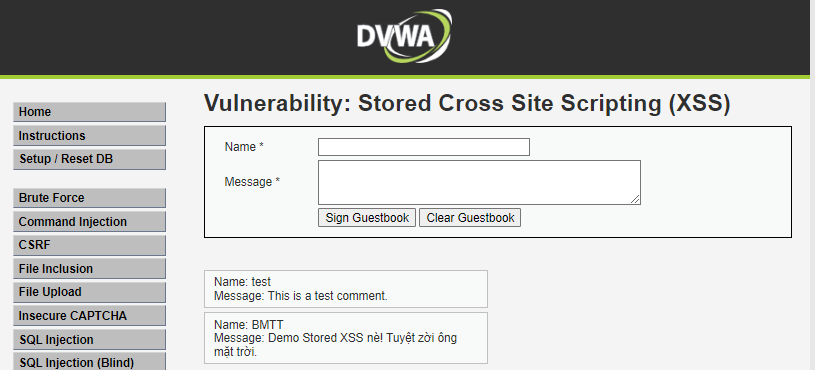 DVWA
Vulnerability: Stored Cross Site Scripting (XSS)
Home
Instructions
Setup / Reset DB
Brute Force
Command Injection
CSRF
File Inclusion
File Upload
Insecure CAPTCHA
SQL Injection
SQL Injection (Blind)
Name *
Message *
Sign Guestbook Clear Guestbook
Name: test
Message: This is a test comment.
Name: BMTT
Message: Demo Stored XSS nè! Tuyệt zời ông
mặt trời.